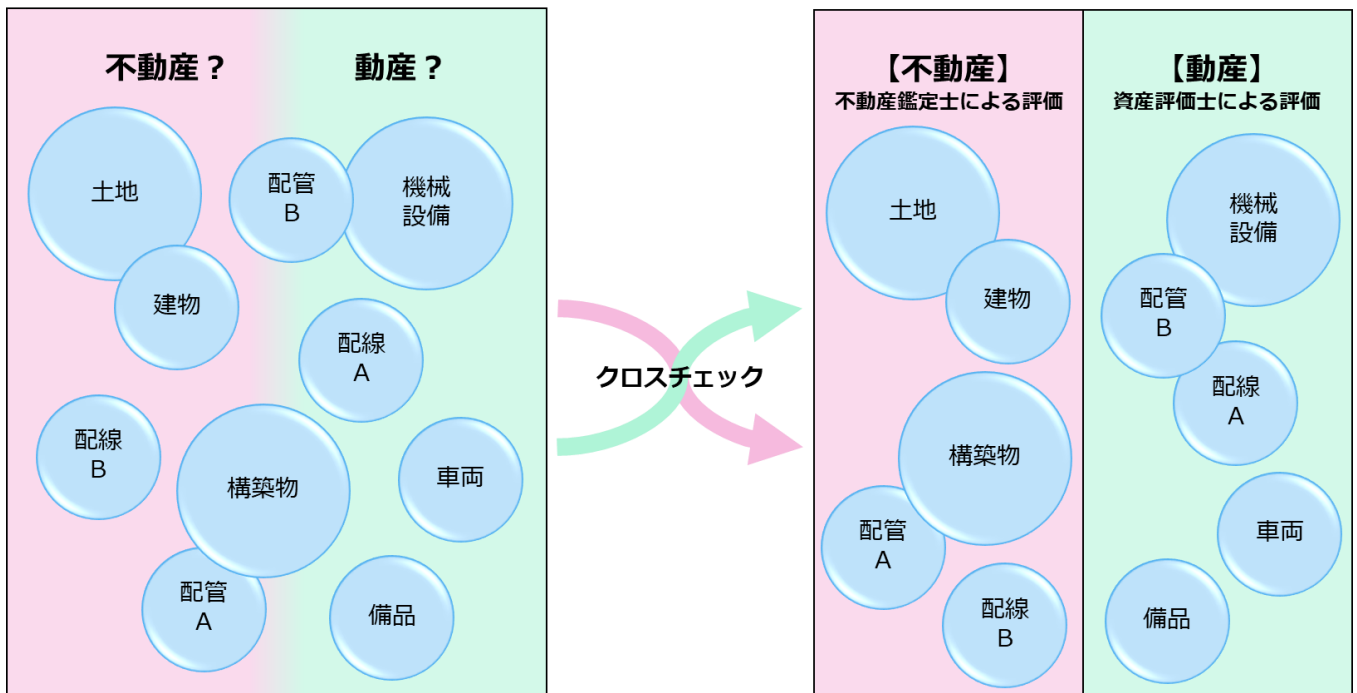 不動産？
動産？
土地
配管
B
機械
設備
建物
配線
A
配線
B
構築物
車両
配管
A
備品
クロスチェック
【不動産】
不動産鑑定士による評価
土地
建物
構築物
配管
A
配線
B
【動産】
資産評価士による評価
機械
設備
配管
B
配線
A
車両
備品